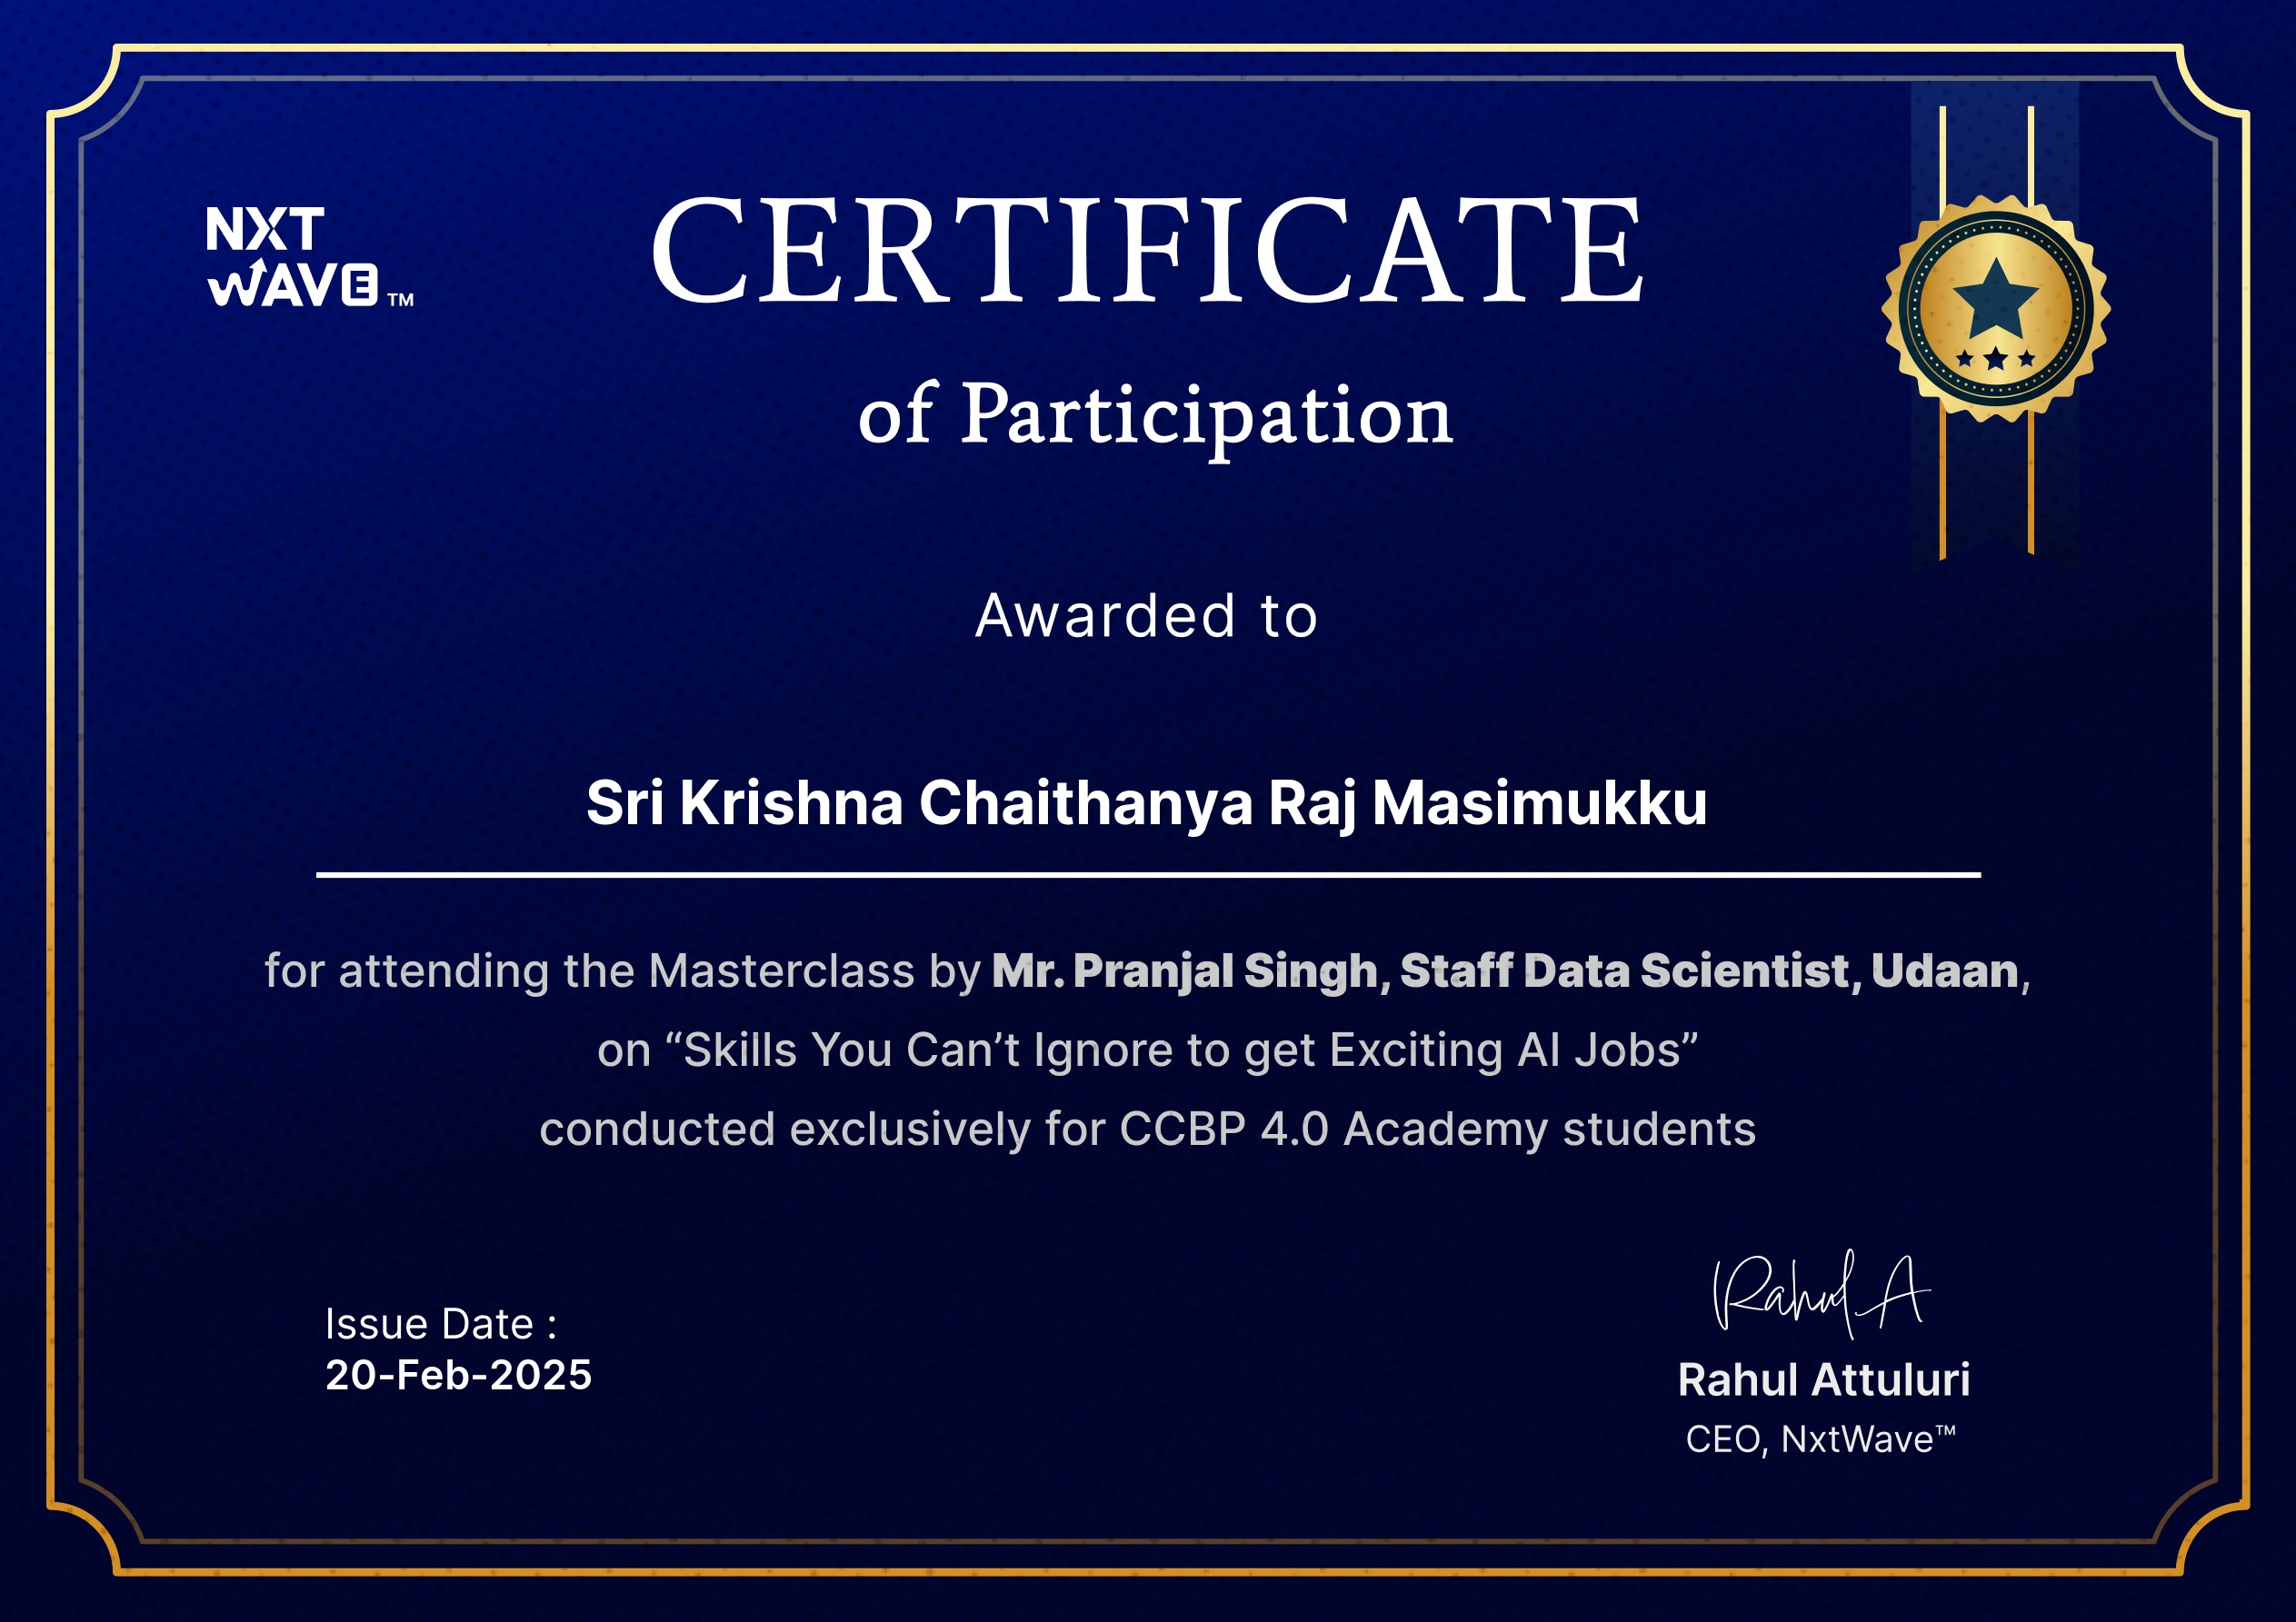 NXT
WAVE ™
CERTIFICATE
of Participation
Awarded to
Sri Krishna Chaithanya Raj Masimukku
for attending the Masterclass by Mr. Pranjal Singh, Staff Data Scientist, Udaan,
on “Skills You Can’t Ignore to get Exciting AI Jobs”
conducted exclusively for CCBP 4.0 Academy students
Issue Date :
20-Feb-2025
Rahul A
Rahul Attuluri
CEO, NxtWave™